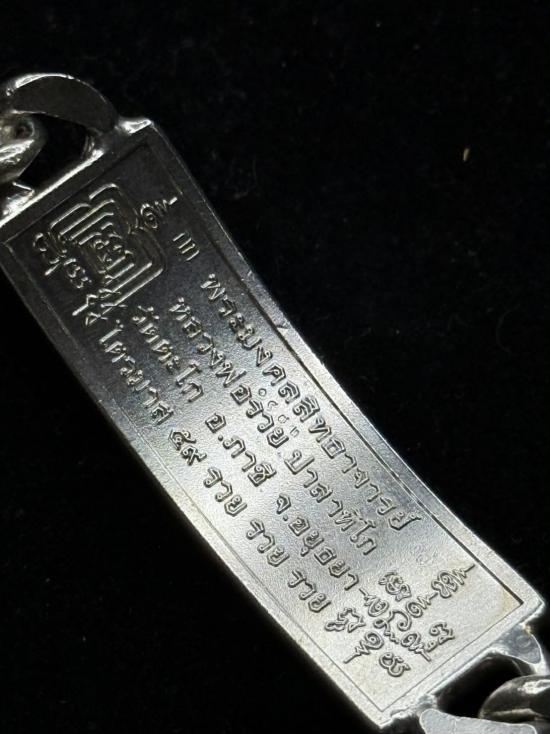 พระมงคลสิทธาจารย์
หลวงพ่อรวย ปาสาทิโก
วัดตะโก อ.ภาชี จ.อยุธยา
ไตรมาส ๕๙ รวย รวย รวย